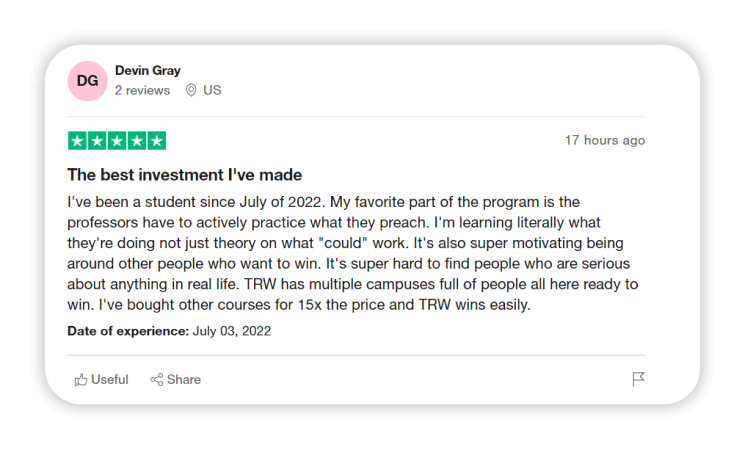 DG
Devin Gray
2 reviews US
17 hours ago
The best investment I've made
I've been a student since July of 2022. My favorite part of the program is the
professors have to actively practice what they preach. I'm learning literally what
they're doing not just theory on what "could" work. It's also super motivating being
around other people who want to win. It's super hard to find people who are serious
about anything in real life. TRW has multiple campuses full of people all here ready to
win. I've bought other courses for 15x the price and TRW wins easily.
Date of experience: July 03, 2022
Useful Share